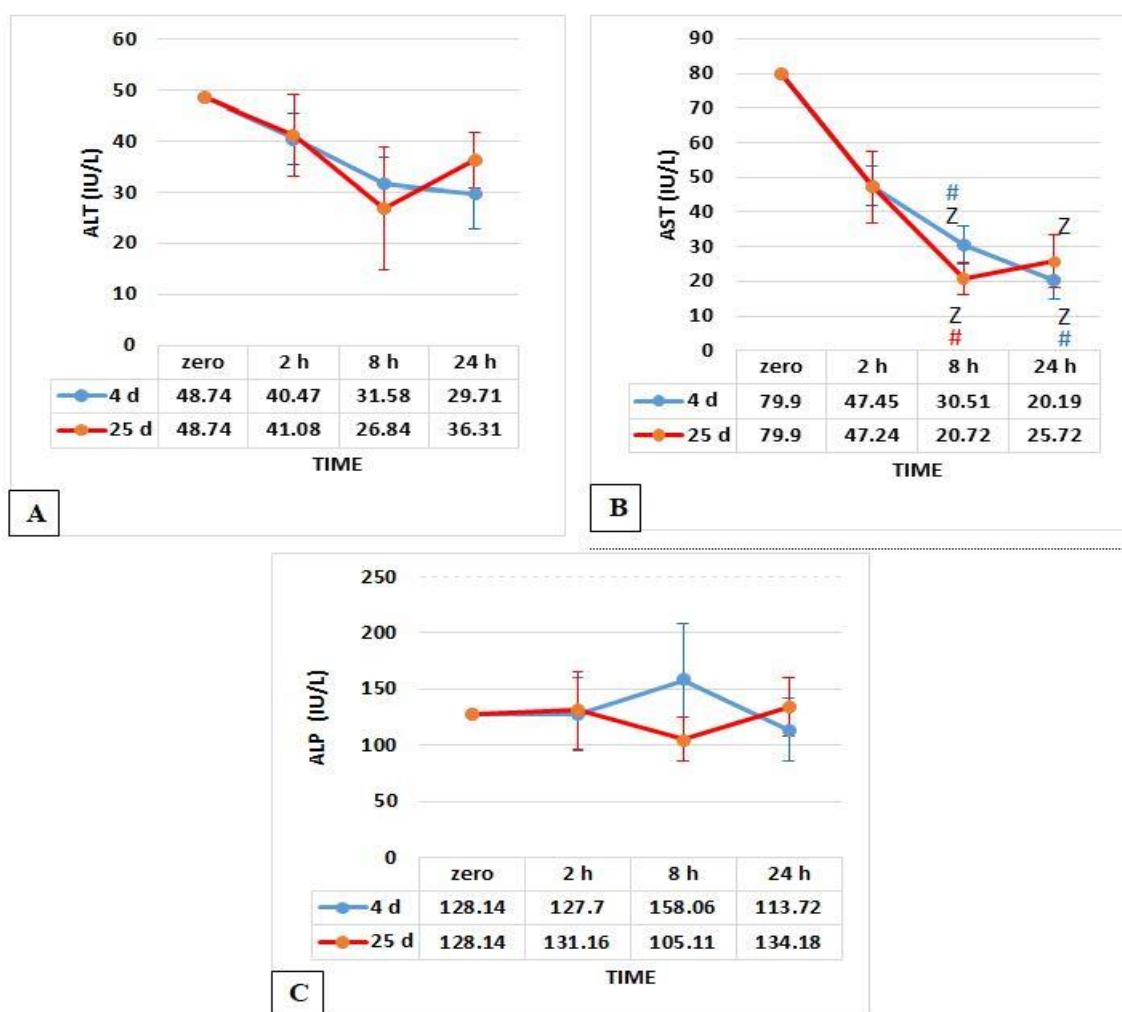 60
50
40
30
20
10
0
ALT (IU/L)
zero 2 h 8 h 24 h
4 d 48.74 40.47 31.58 29.71
25 d 48.74 41.08 26.84 36.31
TIME
A
90
80
70
60
50
40
30
20
10
0
AST (IU/L)
#
Z
Z
Z
#
Z
#
zero 2 h 8 h 24 h
4 d 79.9 47.45 30.51 20.19
25 d 79.9 47.24 20.72 25.72
TIME
B
250
200
150
100
50
0
ALP (IU/L)
zero 2 h 8 h 24 h
4 d 128.14 127.7 158.06 113.72
25 d 128.14 131.16 105.11 134.18
TIME
C